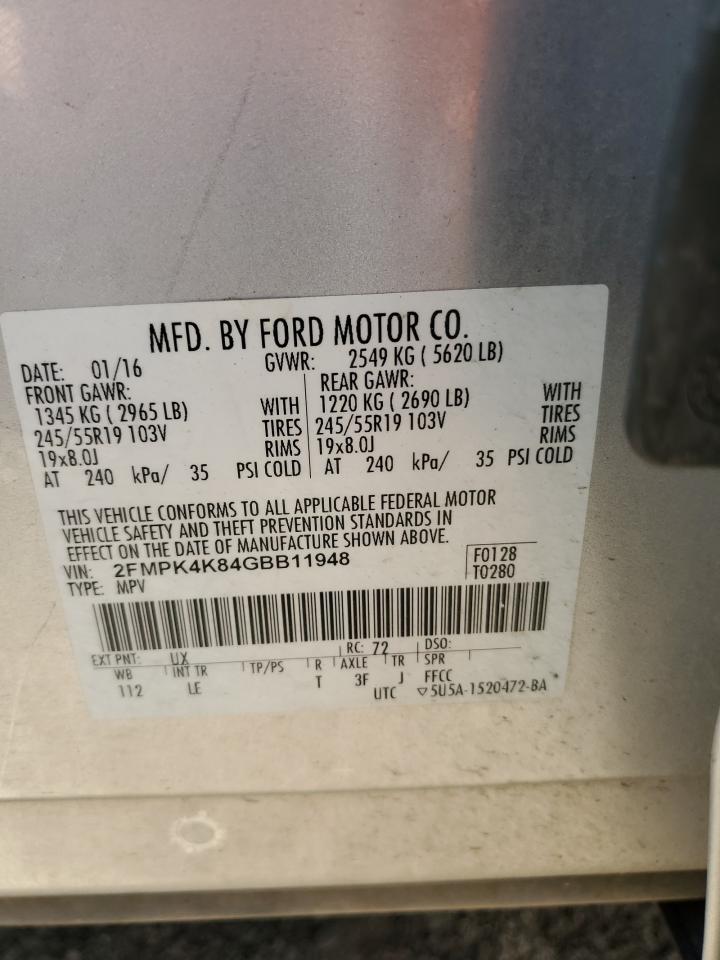 MFD. BY FORD MOTOR CO.
DATE: 01/16 GVWR: 2549 KG ( 5620 LB)
FRONT GAWR: REAR GAWR:
1345 KG ( 2965 LB) WITH 1220 KG ( 2690 LB) WITH
245/55R19 103V TIRES 245/55R19 103V TIRES
19x8.0J RIMS 19x8.0J RIMS
AT 240 kPa/ 35 PSI COLD AT 240 kPa/ 35 PSI COLD
THIS VEHICLE CONFORMS TO ALL APPLICABLE FEDERAL MOTOR
VEHICLE SAFETY AND THEFT PREVENTION STANDARDS IN
EFFECT ON THE DATE OF MANUFACTURE SHOWN ABOVE.
VIN: 2FMPK4K84GBB11948 F0128
TYPE: MPV T0280
EXT PNT: UX RC: 72 DSO:
WB INT TR TP/PS R AXLE TR SPR
112 LE T 3F J FFCC
UTC ▽5U5A-1520472-BA